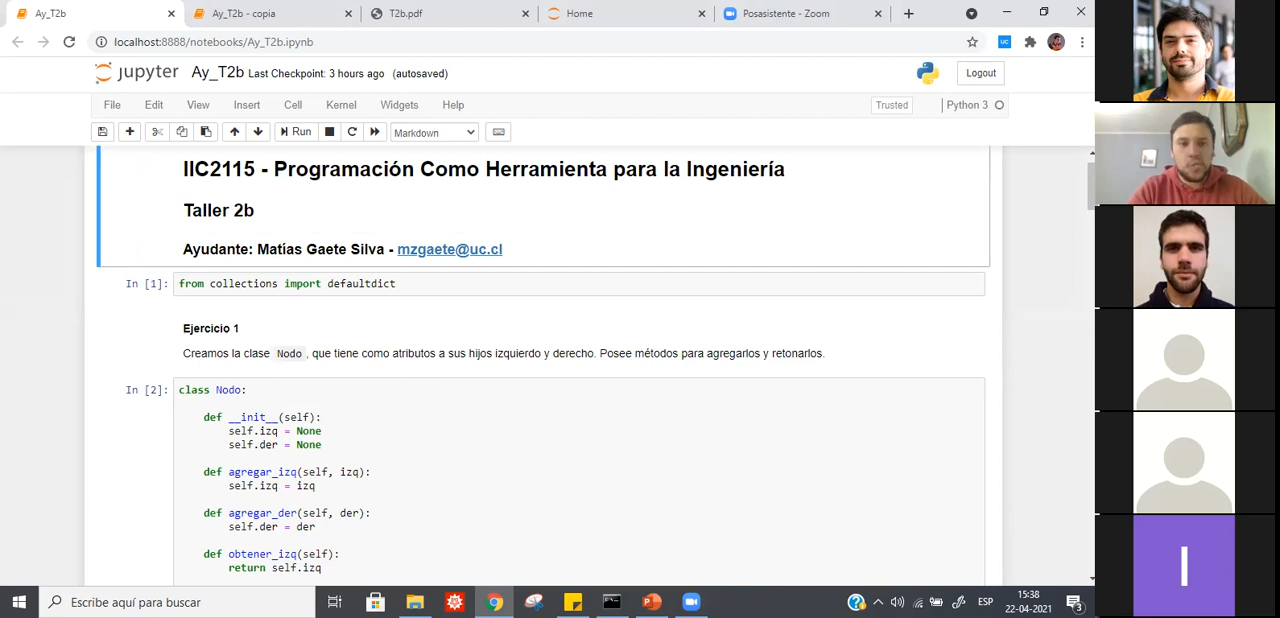 Ay_T2b
Ay_T2b - copia
T2b.pdf
Home
Posasistente - Zoom
localhost:8888/notebooks/Ay_T2b.ipynb
UC
jupyter Ay_T2b Last Checkpoint: 3 hours ago (autosaved)
Logout
File Edit View Insert Cell Kernel Widgets Help
Trusted
Python 3
Run
Markdown
IIC2115 - Programación Como Herramienta para la Ingeniería
Taller 2b
Ayudante: Matías Gaete Silva - mzgaete@uc.cl
In [1]: from collections import defaultdict
Ejercicio 1
Creamos la clase Nodo , que tiene como atributos a sus hijos izquierdo y derecho. Posee métodos para agregarlos y retonarlos.
In [2]: class Nodo:
def __init__(self):
self.izq = None
self.der = None
def agregar_izq(self, izq):
self.izq = izq
def agregar_der(self, der):
self.der = der
def obtener_izq(self):
return self.izq
I
Escribe aquí para buscar
ESP
15:38
22-04-2021
3